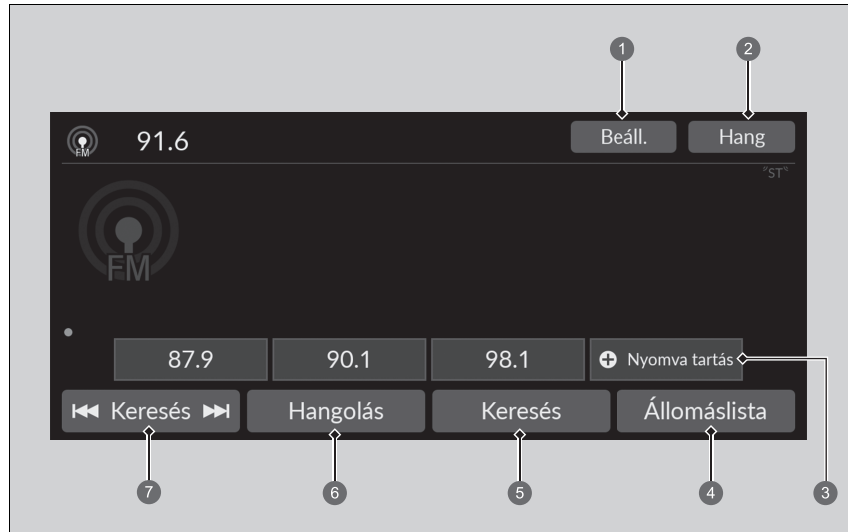 1 2
FM 91.6 Beáll. Hang
"ST"
FM
87.9 90.1 98.1 Nyomva tartás
Keresés Hangolás Keresés Állomáslista
7 6 5 4 3